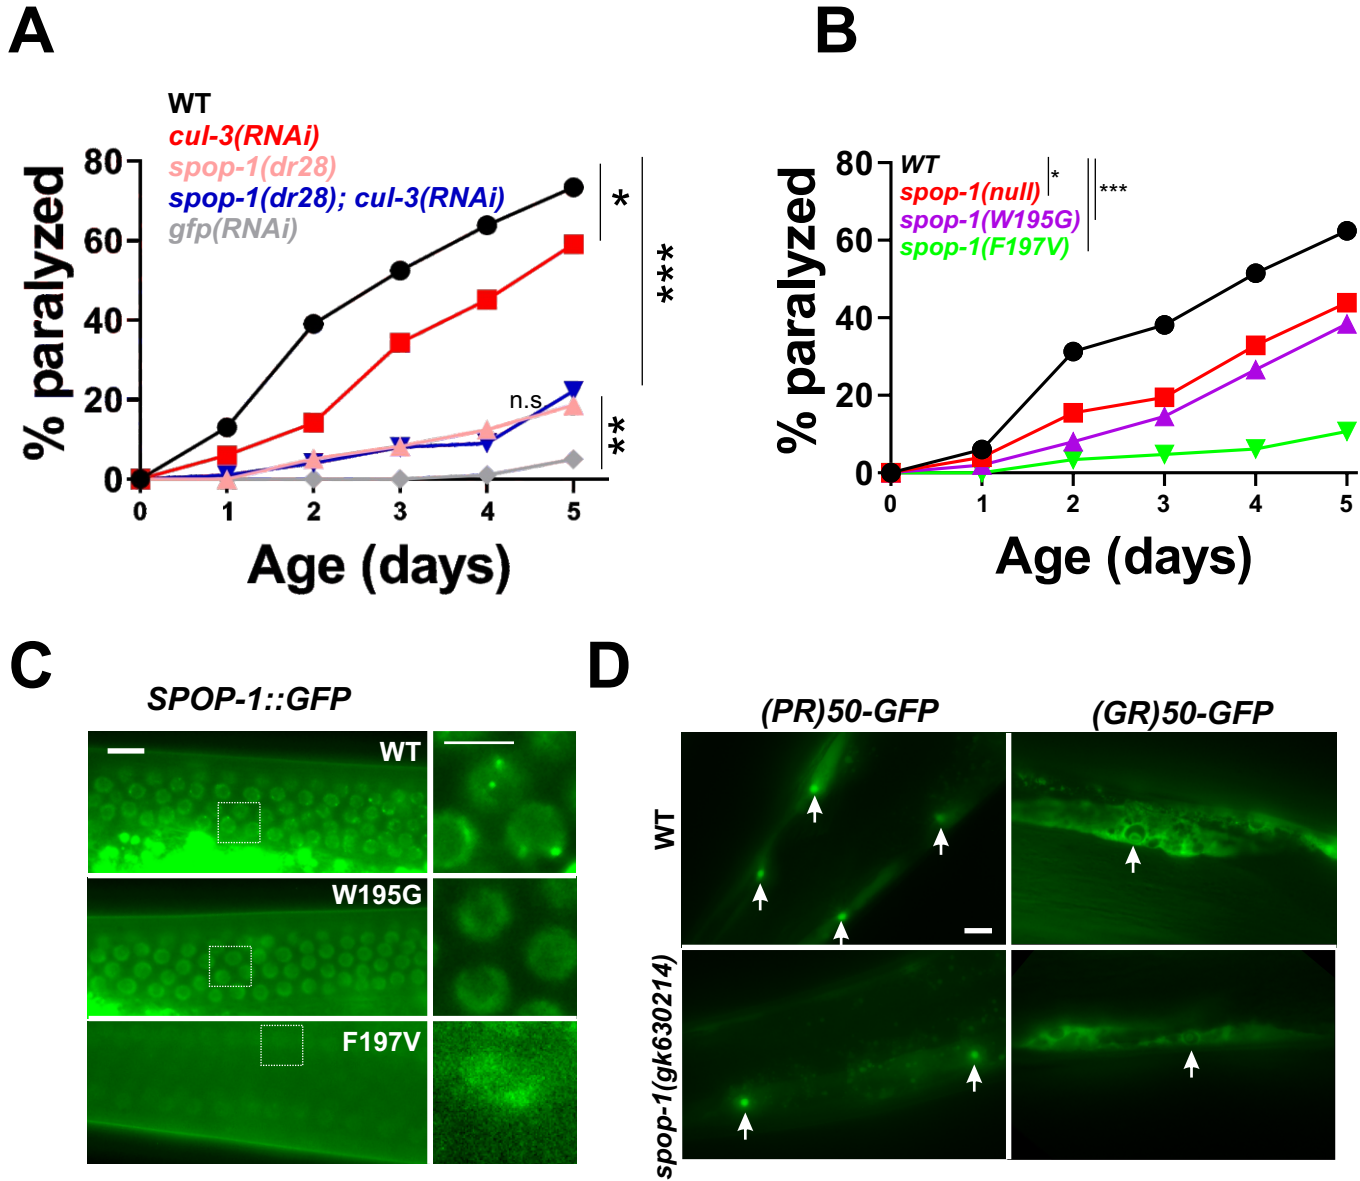 A
WT
cul-3(RNAi)
spop-1(dr28)
spop-1(dr28); cul-3(RNAi)
gfp(RNAi)
% paralyzed
80
60
40
20
0
n.s
*
***
**
0 1 2 3 4 5
Age (days)
B
WT
spop-1(null)
spop-1(W195G)
spop-1(F197V)
*
***
% paralyzed
80
60
40
20
0
0 1 2 3 4 5
Age (days)
C
SPOP-1::GFP
WT
W195G
F197V
D
(PR)50-GFP
(GR)50-GFP
WT
spop-1(gk630214)